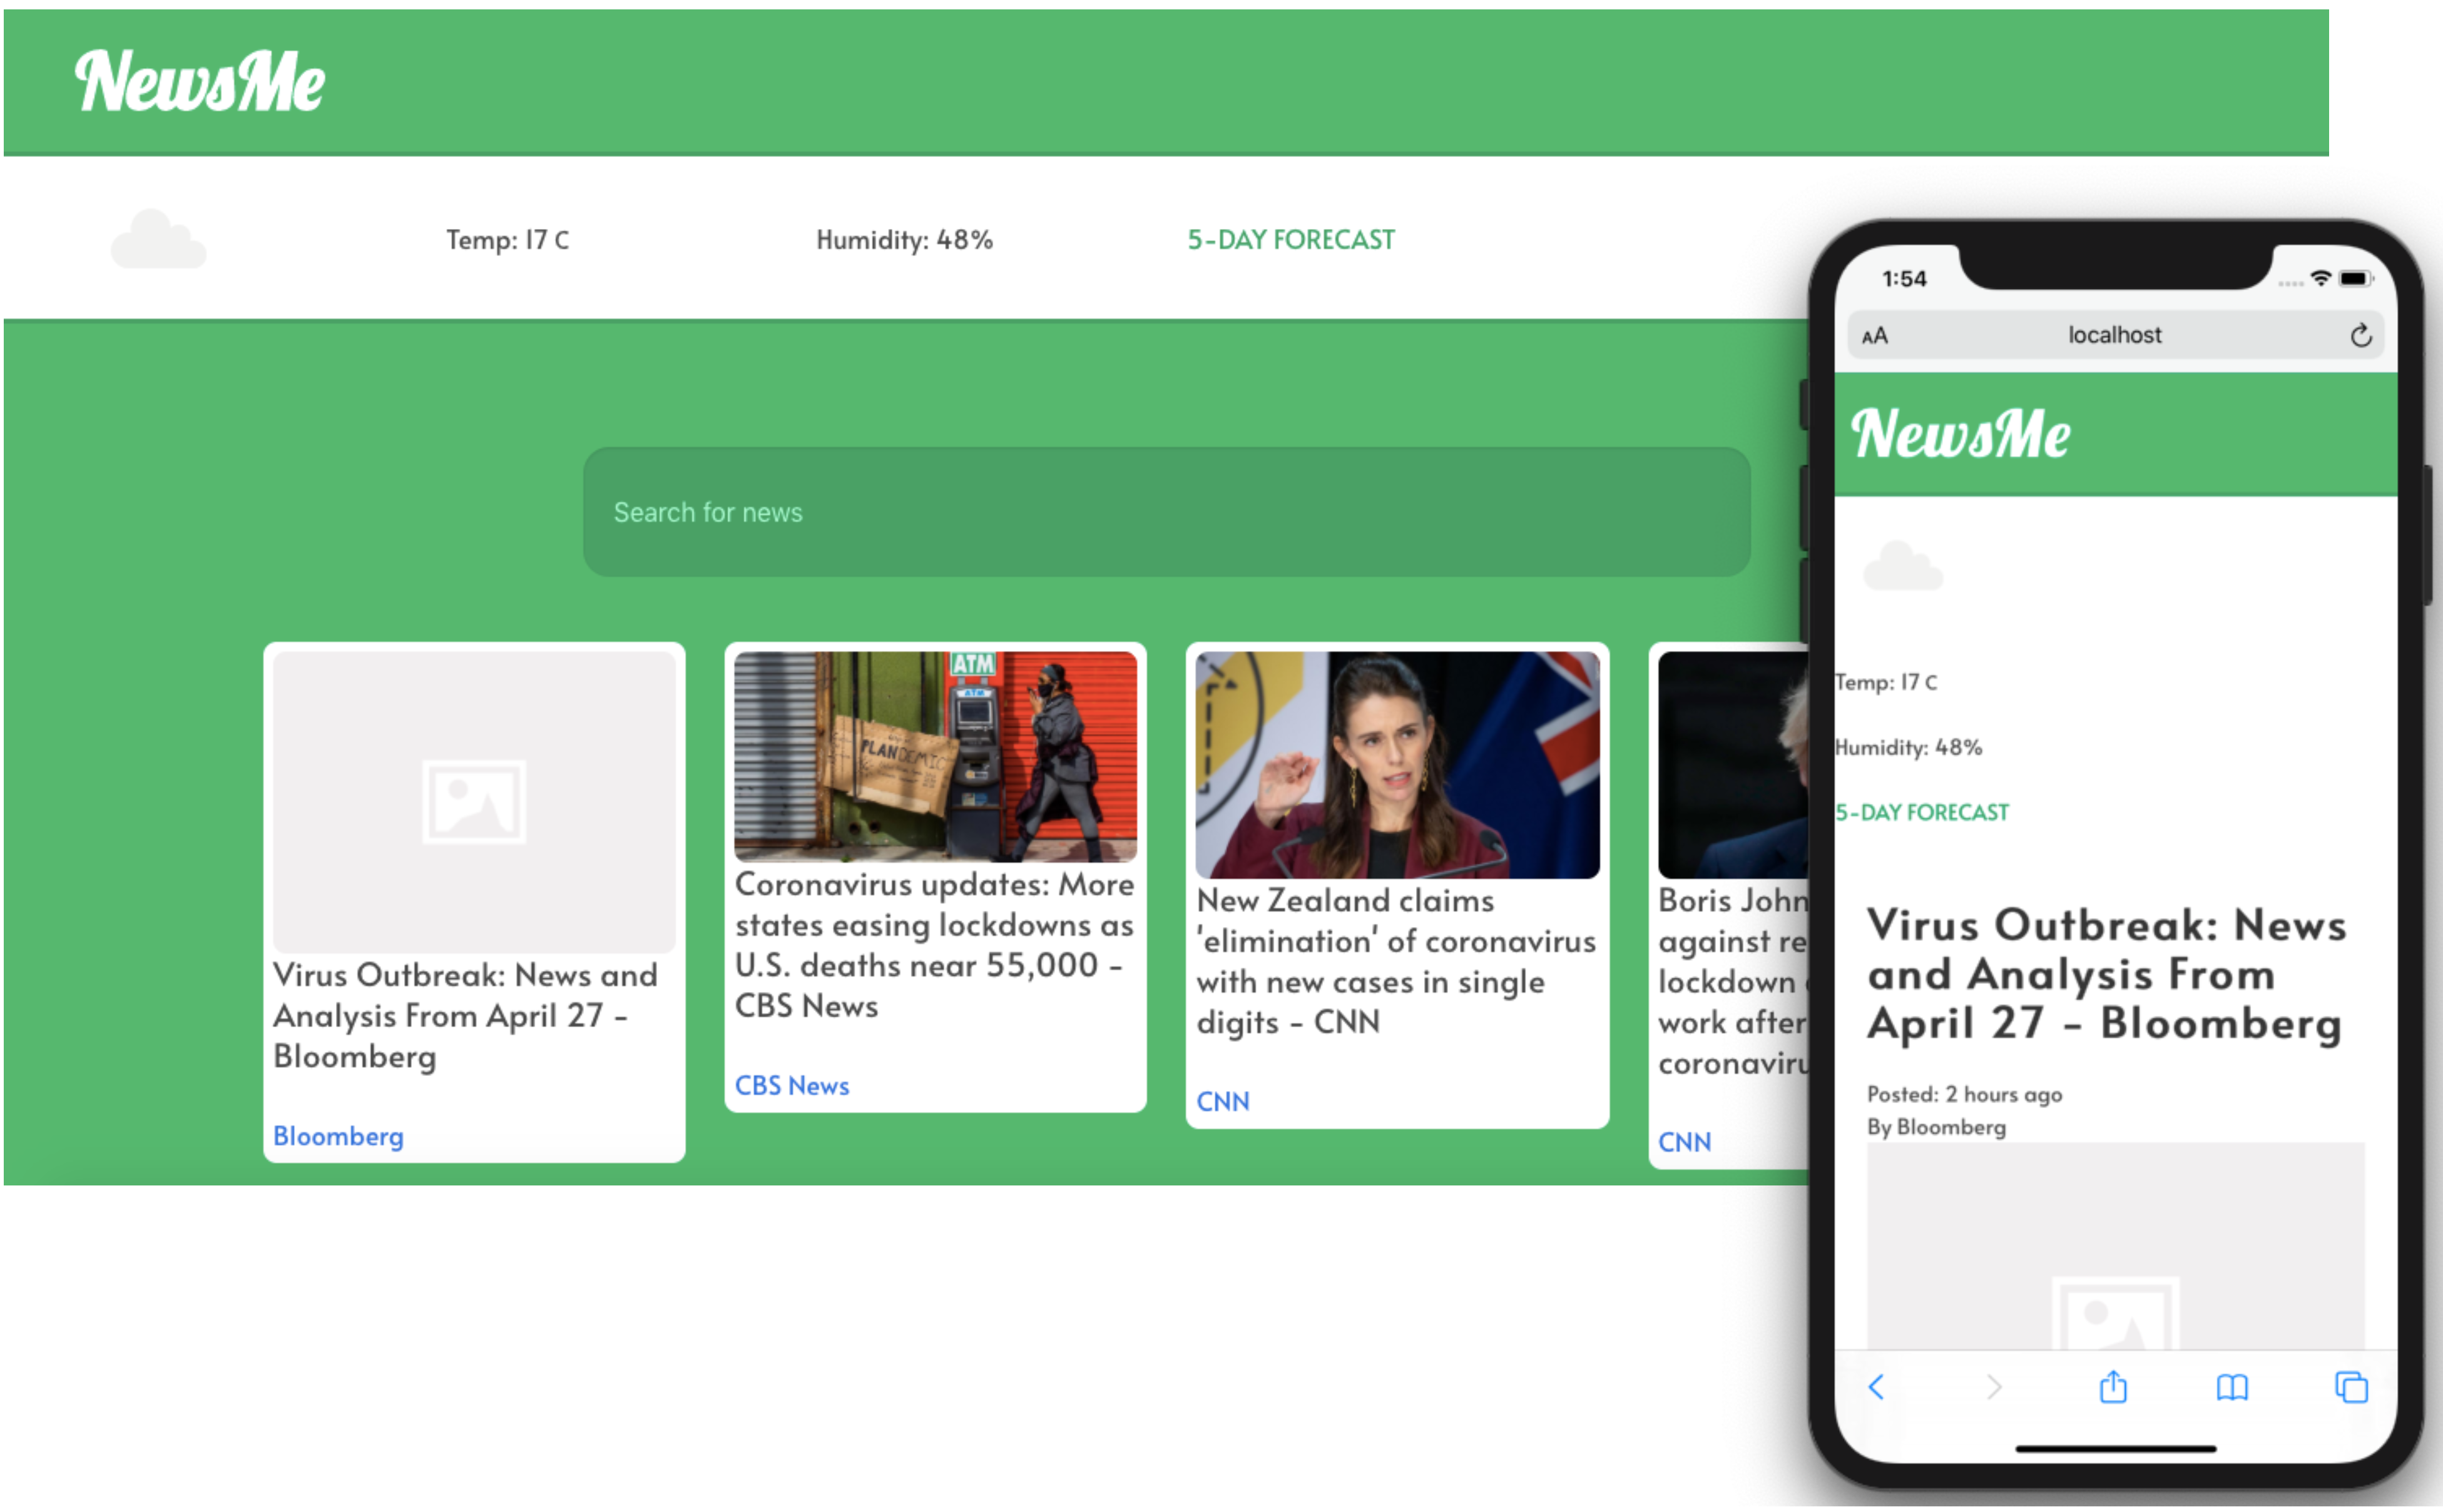 NewsMe
Temp: 17 C
Humidity: 48%
5-DAY FORECAST
Search for news
Virus Outbreak: News and
Analysis From April 27 -
Bloomberg
Bloomberg
ATM
ATM
PLANDEMIC
Coronavirus updates: More
states easing lockdowns as
U.S. deaths near 55,000 -
CBS News
CBS News
New Zealand claims
'elimination' of coronavirus
with new cases in single
digits - CNN
CNN
Boris John
against re
lockdown
work after
coronaviru
CNN
1:54
AA
localhost
NewsMe
Temp: 17 C
Humidity: 48%
5-DAY FORECAST
Virus Outbreak: News
and Analysis From
April 27 - Bloomberg
Posted: 2 hours ago
By Bloomberg